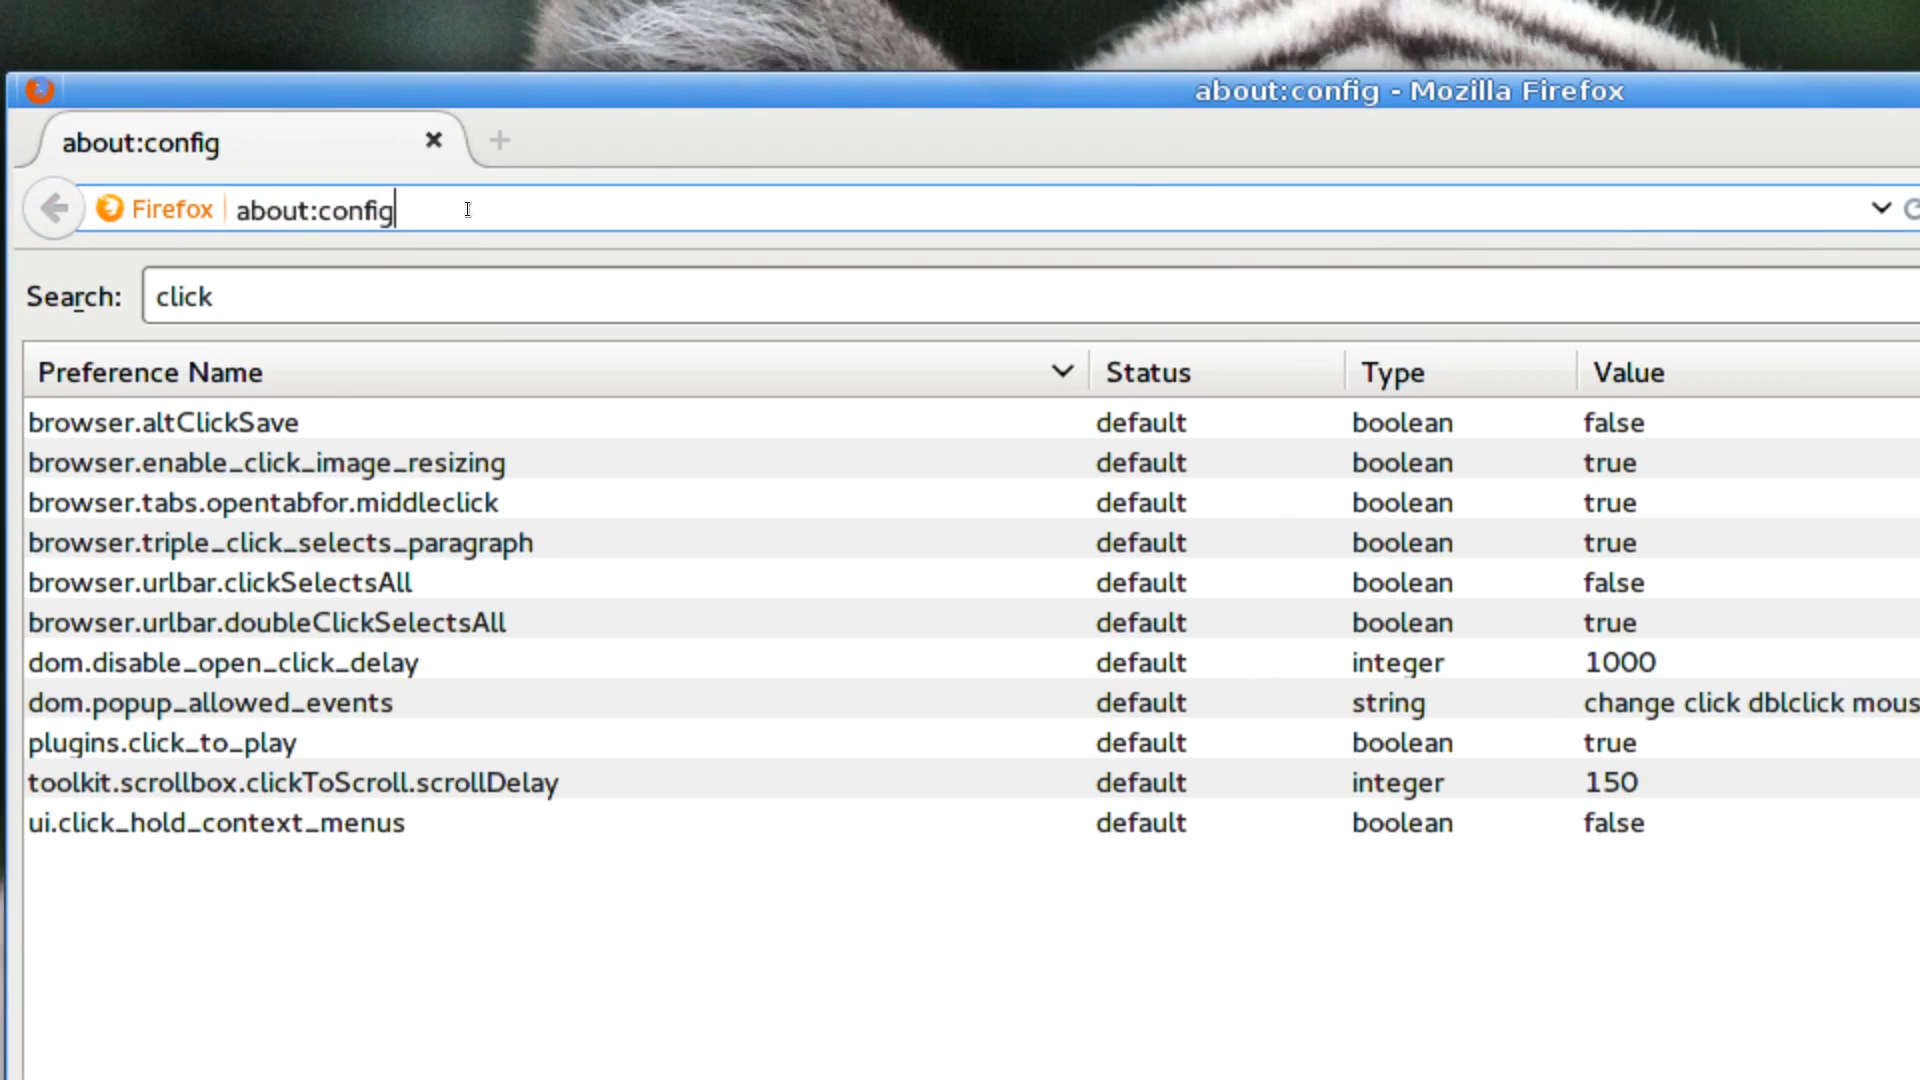 about:config - Mozilla Firefox
about:config
Firefox about:config
Search: click
Preference Name Status Type Value
browser.altClickSave default boolean false
browser.enable_click_image_resizing default boolean true
browser.tabs.opentabfor.middleclick default boolean true
browser.triple_click_selects_paragraph default boolean true
browser.urlbar.clickSelectsAll default boolean false
browser.urlbar.doubleClickSelectsAll default boolean true
dom.disable_open_click_delay default integer 1000
dom.popup_allowed_events default string change click dblclick mous
plugins.click_to_play default boolean true
toolkit.scrollbox.clickToScroll.scrollDelay default integer 150
ui.click_hold_context_menus default boolean false